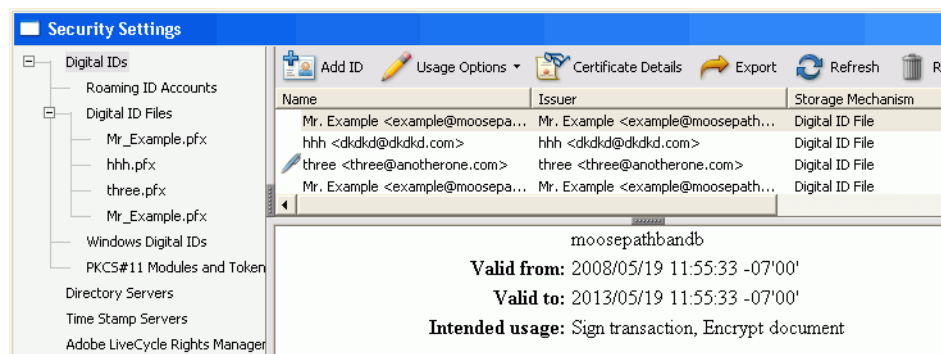 Security Settings
Digital IDs
Roaming ID Accounts
Digital ID Files
Mr_Example.pfx
hhh.pfx
three.pfx
Mr_Example.pfx
Windows Digital IDs
PKCS#11 Modules and Token
Directory Servers
Time Stamp Servers
Adobe LiveCycle Rights Manager
Add ID Usage Options Certificate Details Export Refresh R
Name Issuer Storage Mechanism
Mr. Example <example@moosepa... Mr. Example <example@moosepath... Digital ID File
hhh <dkdkd@dkdkd.com> hhh <dkdkd@dkdkd.com> Digital ID File
three <three@anotherone.com> three <three@anotherone.com> Digital ID File
Mr. Example <example@moosepa... Mr. Example <example@moosepath... Digital ID File
moosepathbandb
Valid from: 2008/05/19 11:55:33 -07'00'
Valid to: 2013/05/19 11:55:33 -07'00'
Intended usage: Sign transaction, Encrypt document